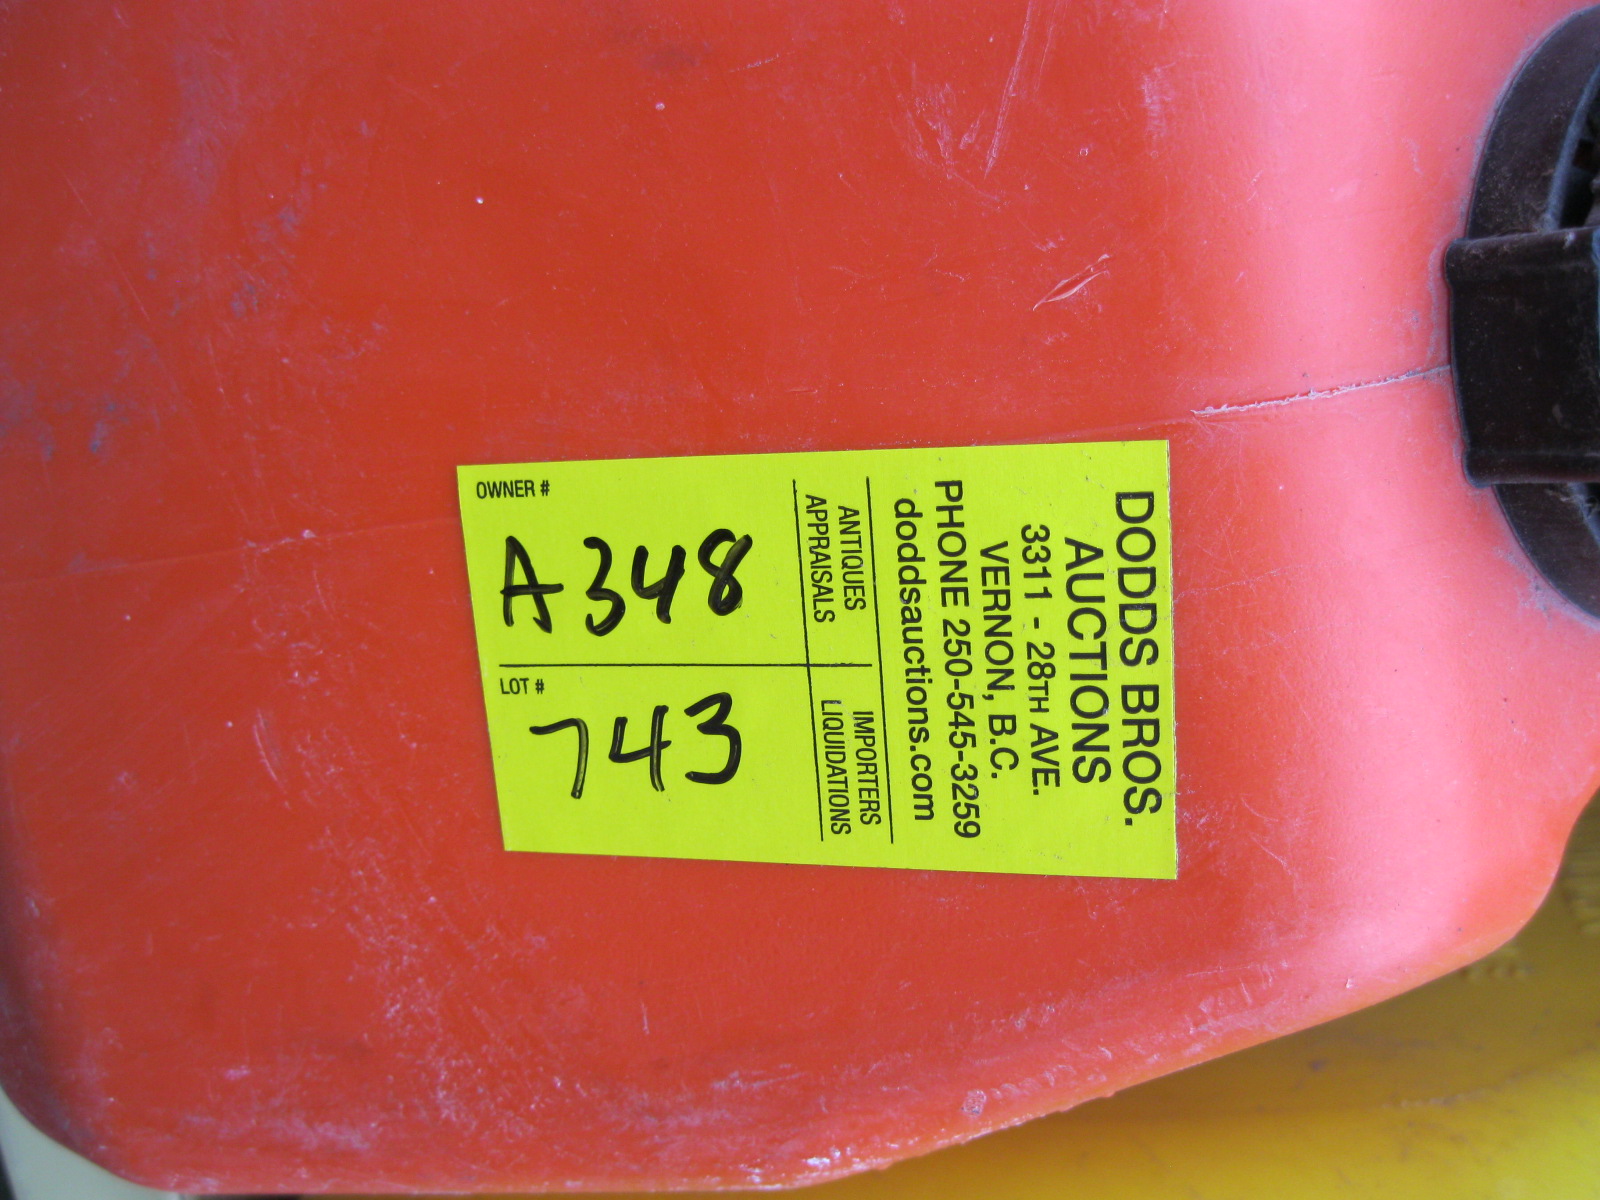 DODDS BROS.
AUCTIONS
3311 - 28TH AVE.
VERNON, B.C.
PHONE 250-545-3259
doddsauctions.com
ANTIQUES
APPRAISALS
IMPORTERS
LIQUIDATIONS
OWNER #
A348
LOT #
743